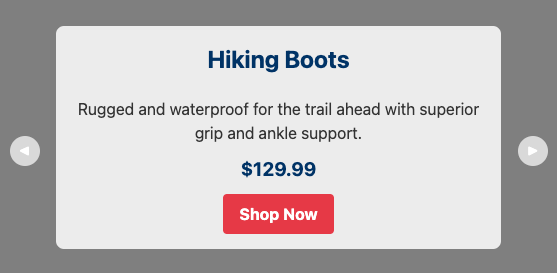 Hiking Boots
Rugged and waterproof for the trail ahead with superior
grip and ankle support.
$129.99
Shop Now